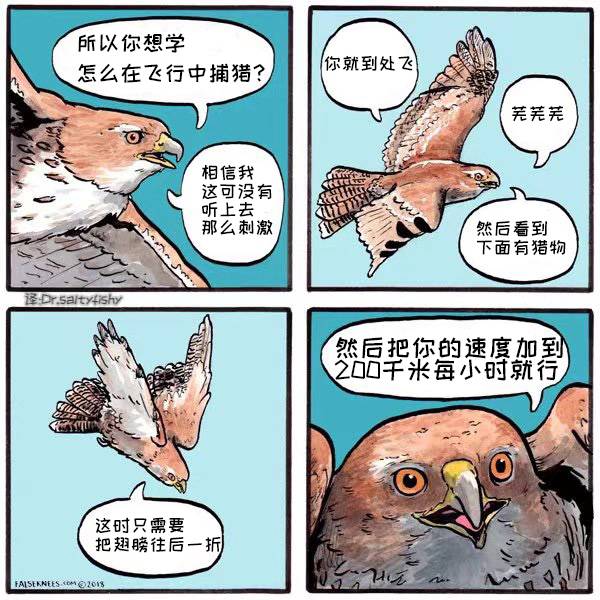 所以你想学
怎么在飞行中捕猎?
相信我
这可没有
听上去
那么刺激
你就到处飞
芜芜芜
然后看到
下面有猎物
译:Dr.salty4ishy
这时只需要
把翅膀往后一折
FALSEKNEES.COM © 2018
然后把你的速度加到
200千米每小时就行